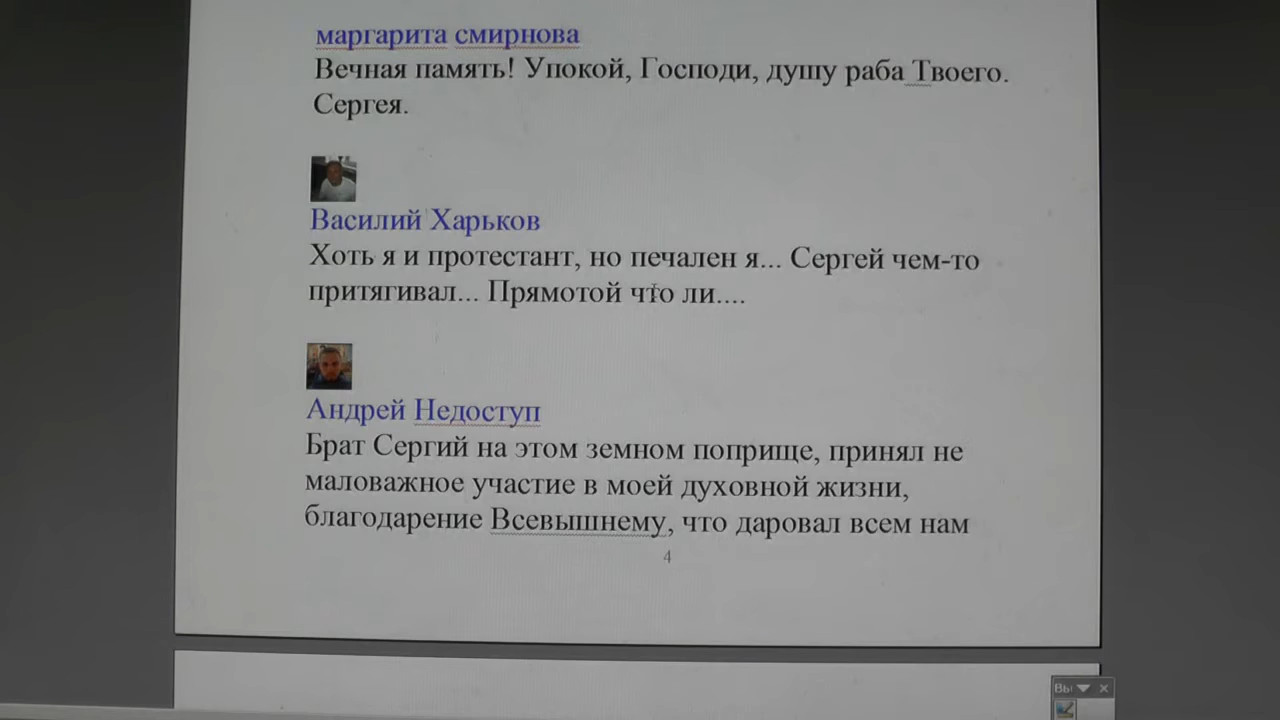 маргарита смирнова
Вечная память! Упокой, Господи, душу раба Твоего.
Сергея.
Василий Харьков
Хоть я и протестант, но печален я... Сергей чем-то
притягивал... Прямотой что ли....
Андрей Недоступ
Брат Сергий на этом земном поприще, принял не
маловажное участие в моей духовной жизни,
благодарение Всевышнему, что даровал всем нам
4